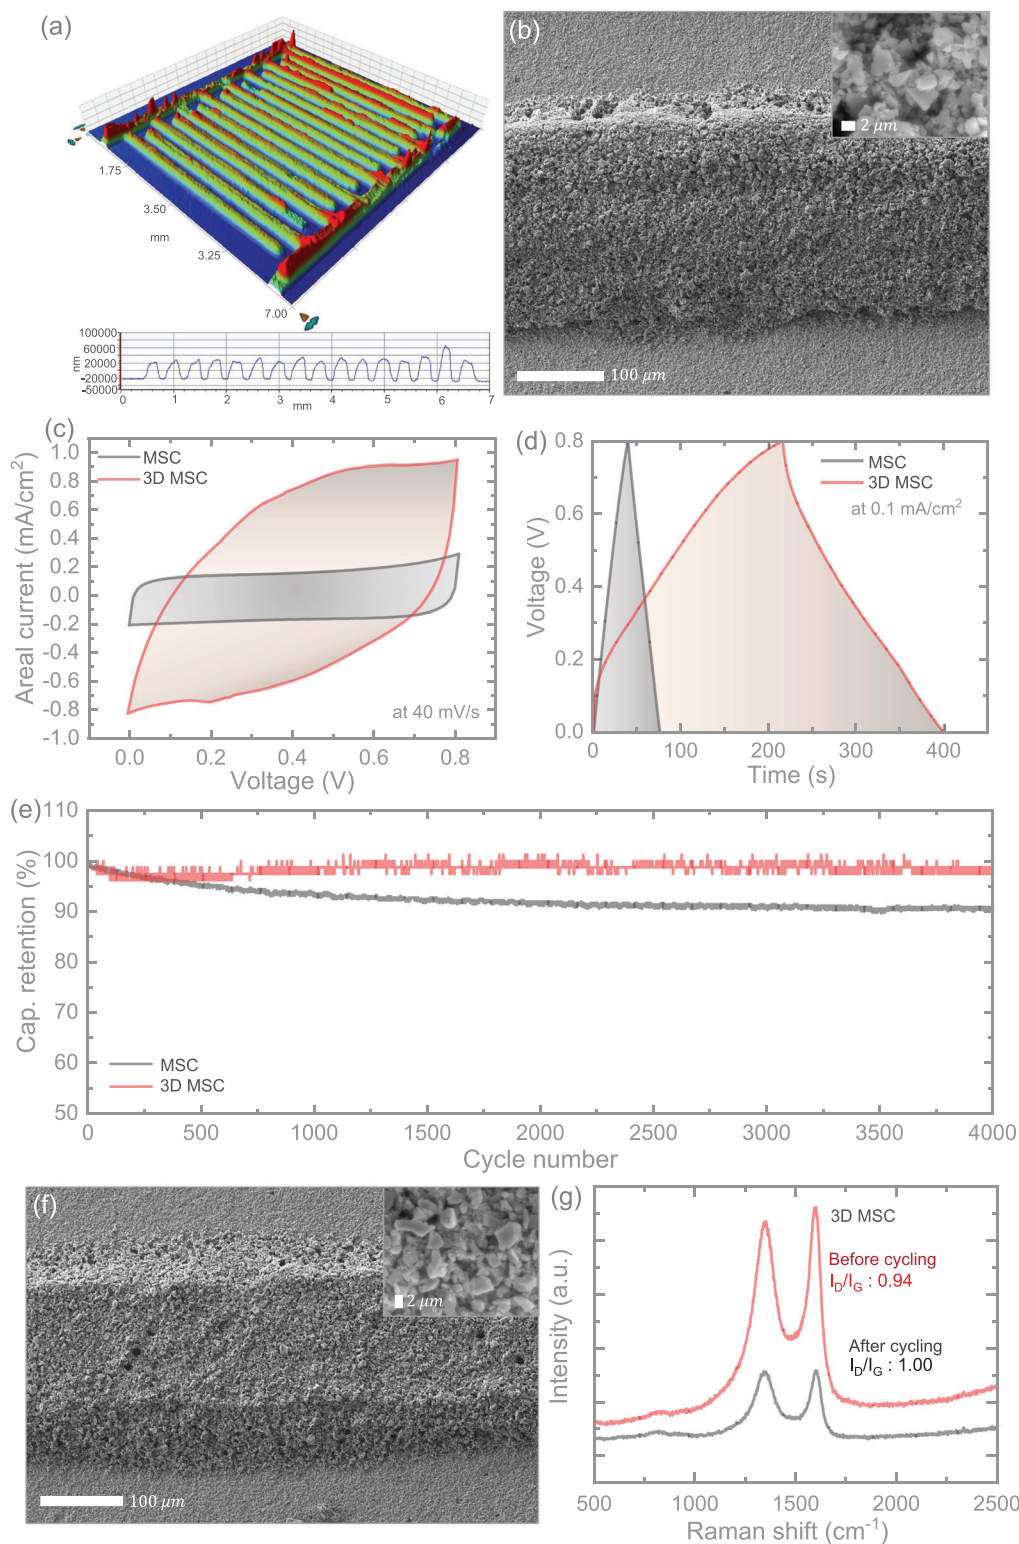 (a)
1.75
3.50
mm
3.25
7.00
100000
60000
20000
-20000
-50000
nm
0 1 2 3 4 5 6 7
mm
(b)
2 μm
100 μm
(c)
MSC
3D MSC
1.0
0.8
0.6
0.4
0.2
0.0
-0.2
-0.4
-0.6
-0.8
-1.0
Areal current (mA/cm²)
at 40 mV/s
0.0 0.2 0.4 0.6 0.8
Voltage (V)
(d)
MSC
3D MSC
at 0.1 mA/cm²
0.8
0.6
0.4
0.2
0.0
Voltage (V)
0 100 200 300 400
Time (s)
(e)
110
100
90
80
70
60
50
Cap. retention (%)
MSC
3D MSC
0 500 1000 1500 2000 2500 3000 3500 4000
Cycle number
(f)
2 μm
100 μm
(g)
3D MSC
Before cycling
I_D/I_G : 0.94
After cycling
I_D/I_G : 1.00
Intensity (a.u.)
500 1000 1500 2000 2500
Raman shift (cm⁻¹)